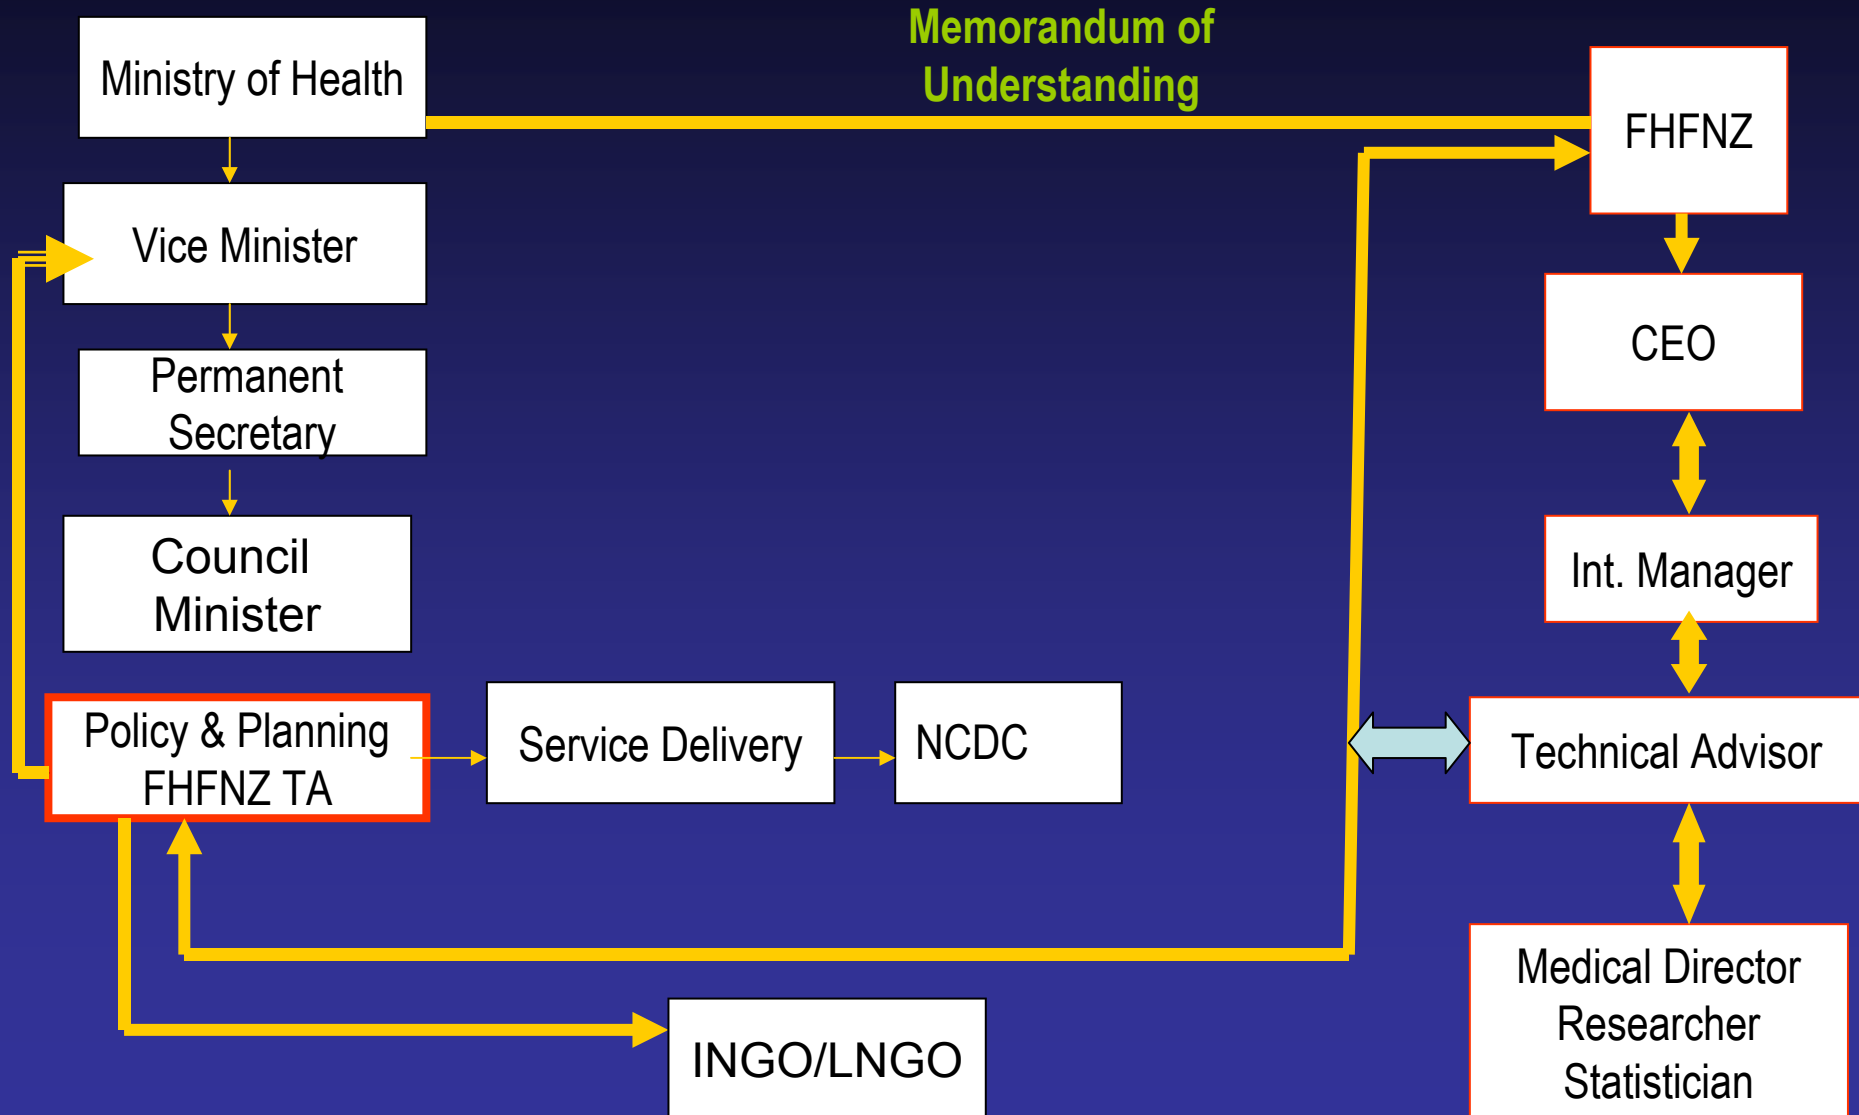 Memorandum of
Understanding
Ministry of Health
FHFNZ
Vice Minister
CEO
Permanent
Secretary
Council
Minister
Int. Manager
Policy & Planning
FHFNZ TA
Service Delivery
NCDC
Technical Advisor
INGO/LNGO
Medical Director
Researcher
Statistician